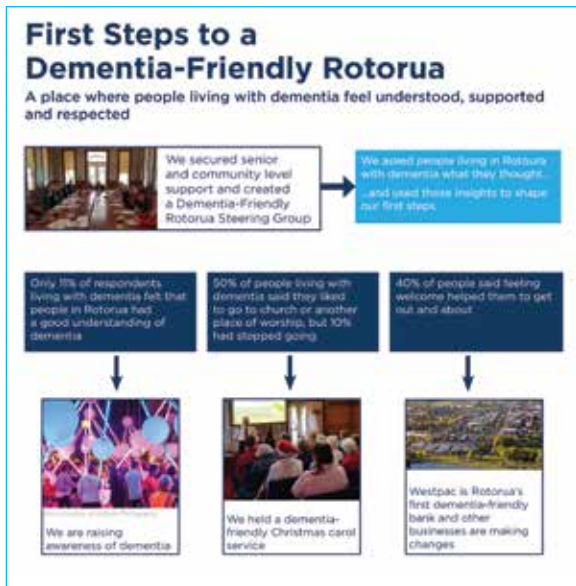 First Steps to a
Dementia-Friendly Rotorua
A place where people living with dementia feel understood, supported
and respected
We secured senior
and community level
support and created
a Dementia-Friendly
Rotorua Steering Group
We asked people living in Rotorua
with dementia what they thought...
...and used those insights to shape
our first steps
Only 11% of respondents
living with dementia felt that
people in Rotorua had
a good understanding of
dementia
50% of people living with
dementia said they liked
to go to church or another
place of worship, but 10%
had stopped going
40% of people said feeling
welcome helped them to get
out and about
We are raising
awareness of dementia
We held a dementia-
friendly Christmas carol
service
Westpac is Rotorua's
first dementia-friendly
bank and other
businesses are making
changes